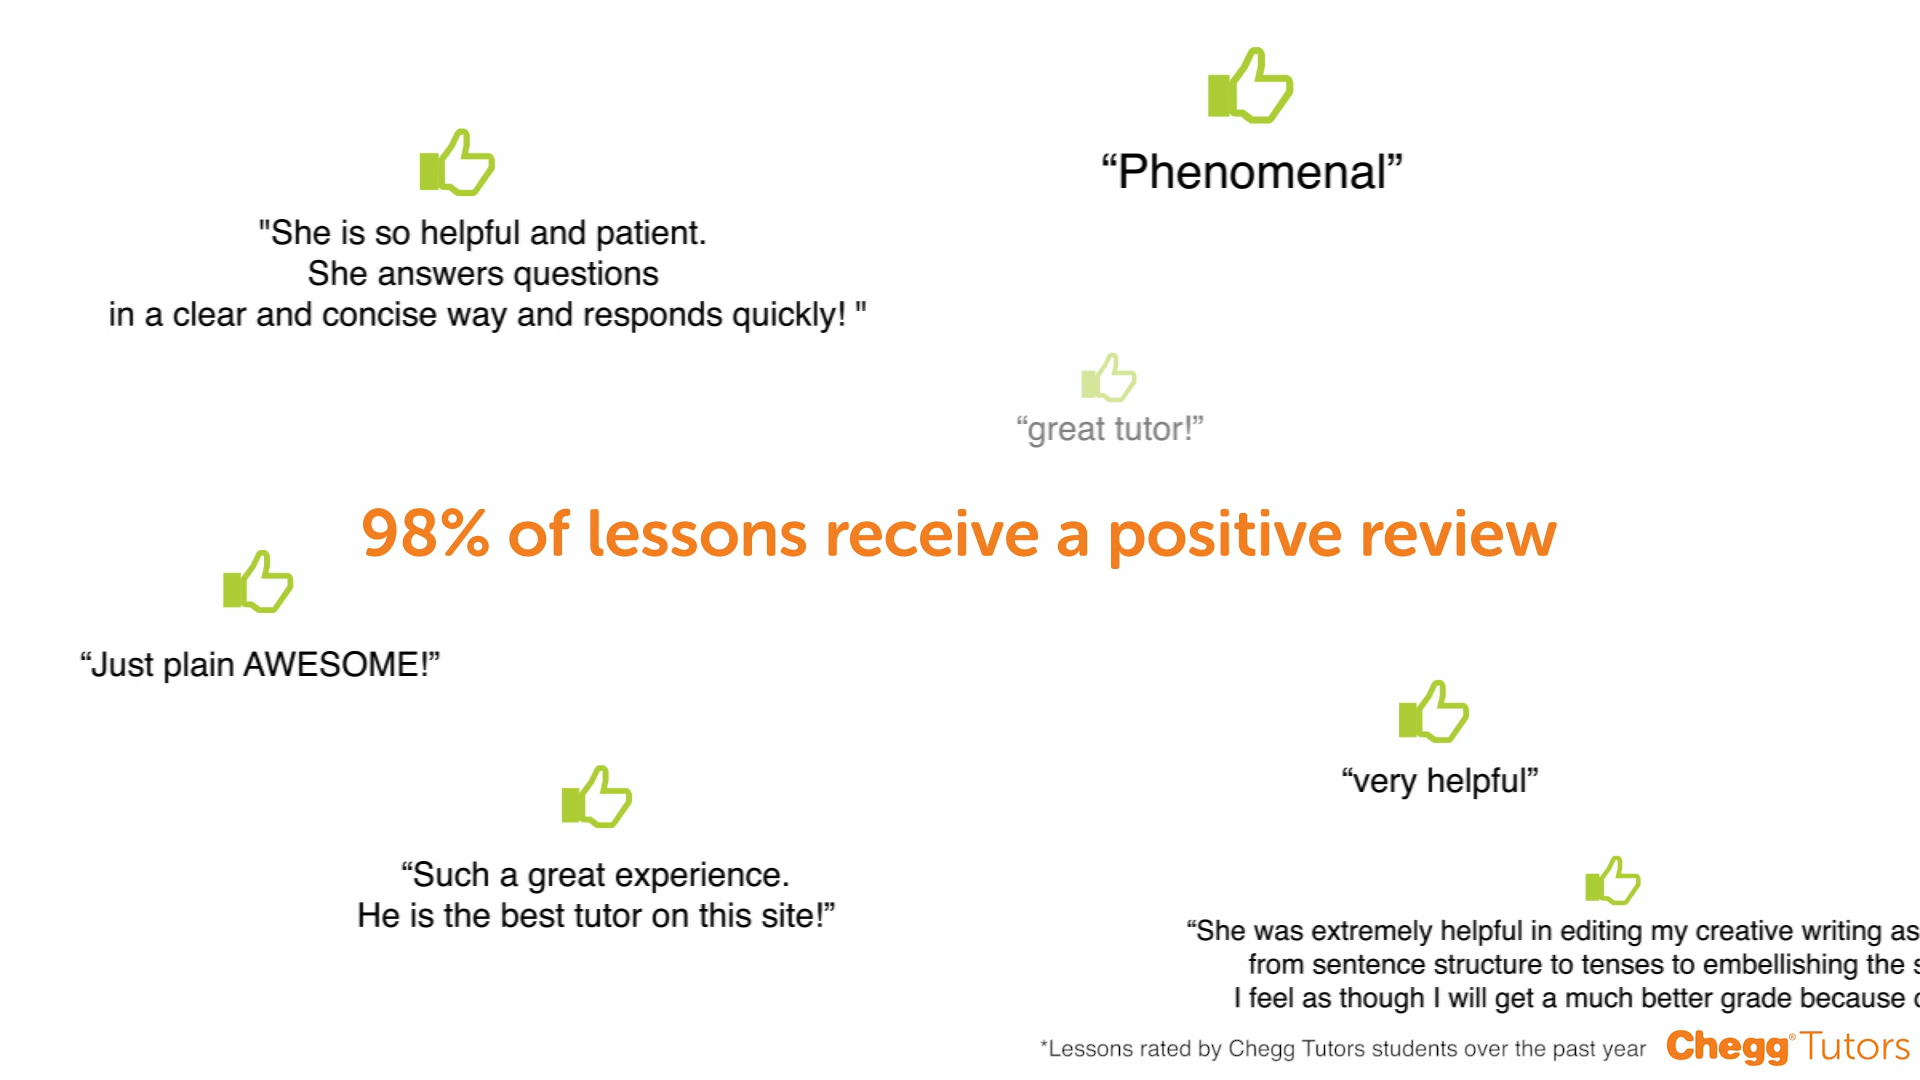 “Phenomenal”
"She is so helpful and patient.
She answers questions
in a clear and concise way and responds quickly! "
“great tutor!”
98% of lessons receive a positive review
“Just plain AWESOME!”
“very helpful”
“Such a great experience.
He is the best tutor on this site!”
“She was extremely helpful in editing my creative writing as
from sentence structure to tenses to embellishing the
I feel as though I will get a much better grade because
*Lessons rated by Chegg Tutors students over the past year
Chegg® Tutors